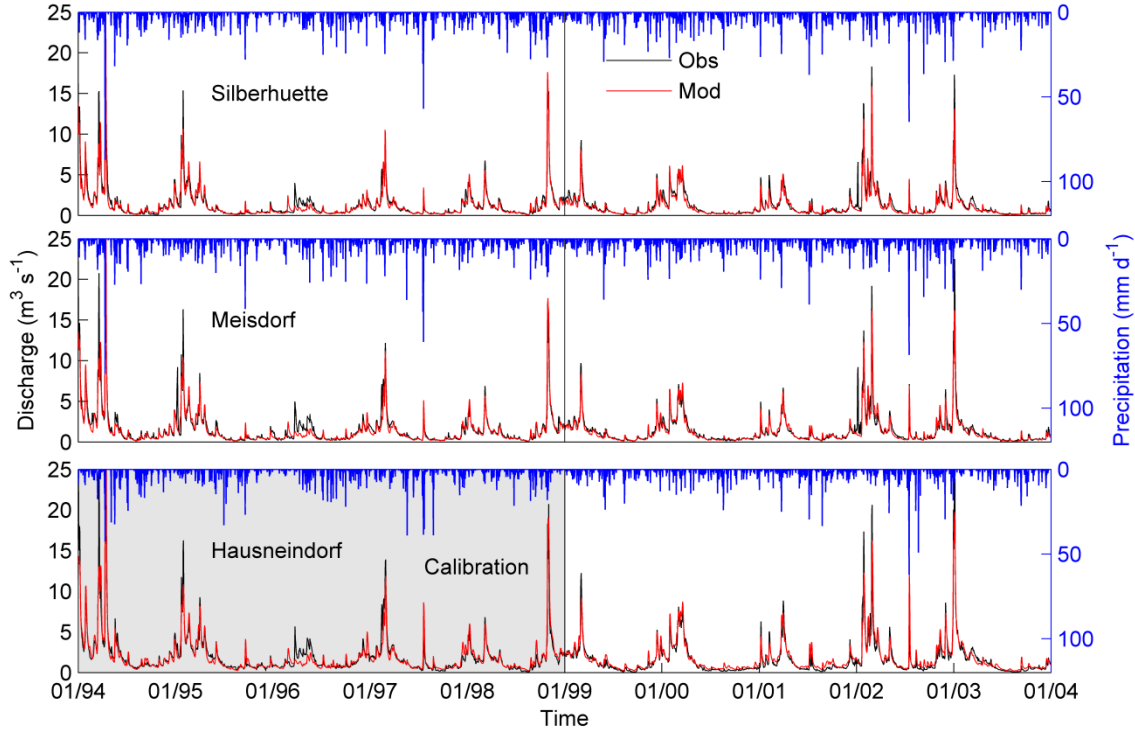 25
20
15
10
5
0
Silberhuette
Obs
Mod
0
50
100
25
20
15
10
5
0
Meisdorf
0
50
100
Discharge (m³ s⁻¹)
Precipitation (mm d⁻¹)
25
20
15
10
5
0
Hausneindorf
Calibration
0
50
100
01/94 01/95 01/96 01/97 01/98 01/99 01/00 01/01 01/02 01/03 01/04
Time